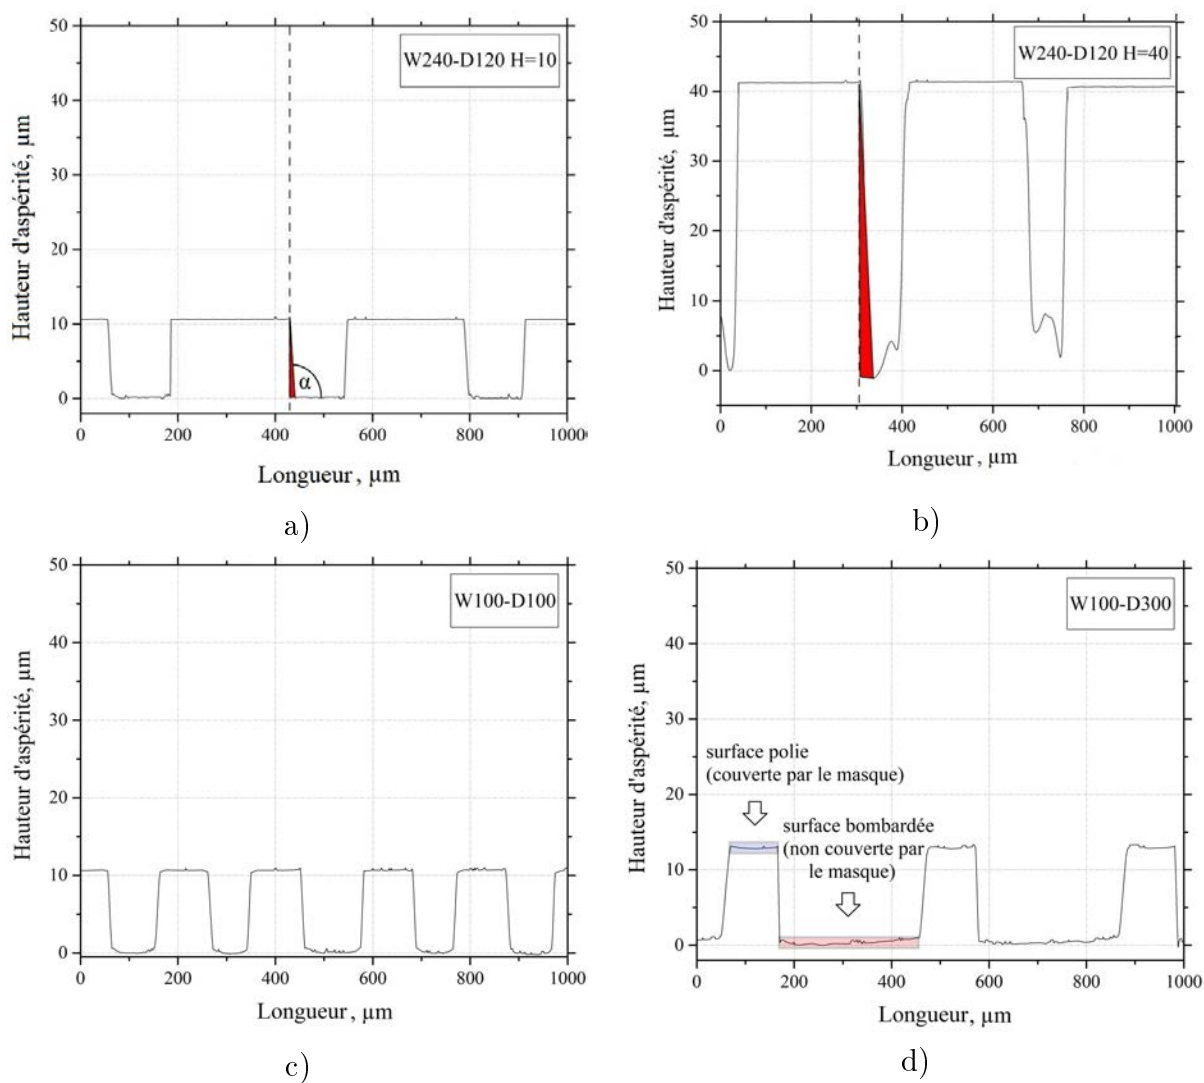 50
40
30
20
10
0
Hauteur d'aspérité, µm
W240-D120 H=10
α
0 200 400 600 800 1000
Longueur, µm
a)
50
40
30
20
10
0
Hauteur d'aspérité, µm
W240-D120 H=40
0 200 400 600 800 1000
Longueur, µm
b)
50
40
30
20
10
0
Hauteur d'aspérité, µm
W100-D100
0 200 400 600 800 1000
Longueur, µm
c)
50
40
30
20
10
0
Hauteur d'aspérité, µm
W100-D300
surface polie
(couverte par le masque)
surface bombardée
(non couverte par
le masque)
0 200 400 600 800 1000
Longueur, µm
d)